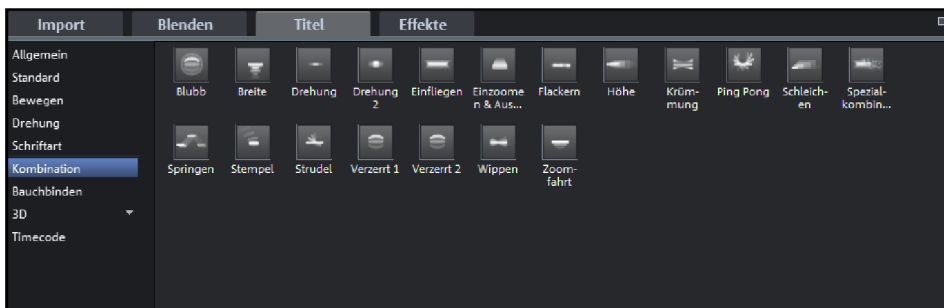 Import Blenden Titel Effekte
Allgemein
Standard
Bewegen
Drehung
Schriftart
Kombination
Bauchbinden
3D
Timecode
Blubb Breite Drehung Drehung Einfliegen Einzoome Flackern Höhe Krüm- Ping Pong Schleich- Spezial-
2 n & Aus... mung en kombin...
Springen Stempel Strudel Verzerrt 1 Verzerrt 2 Wippen Zoom-
fahrt